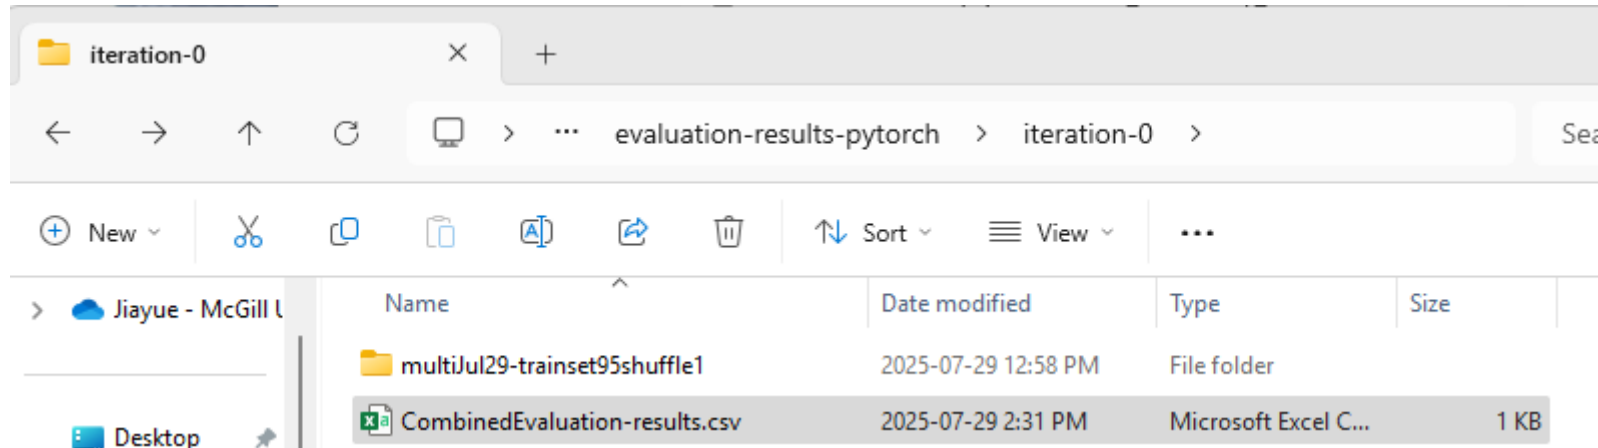 iteration-0
evaluation-results-pytorch > iteration-0 >
New
Sort
View
Jiayue - McGill
Name Date modified Type Size
multiJul29-trainset95shuffle1 2025-07-29 12:58 PM File folder
CombinedEvaluation-results.csv 2025-07-29 2:31 PM Microsoft Excel C... 1 KB
Desktop